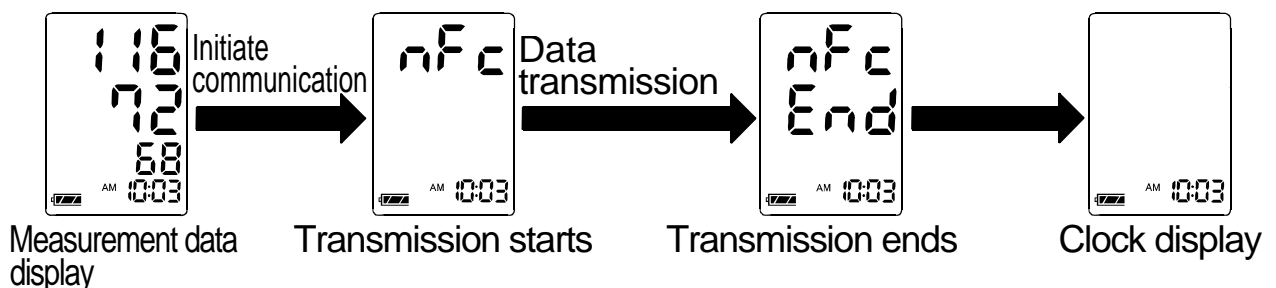 116
72
68
AM 10:03
Initiate
communication
nFc
AM 10:03
Data
transmission
nFc
End
AM 10:03
AM 10:03
Measurement data
display
Transmission starts
Transmission ends
Clock display